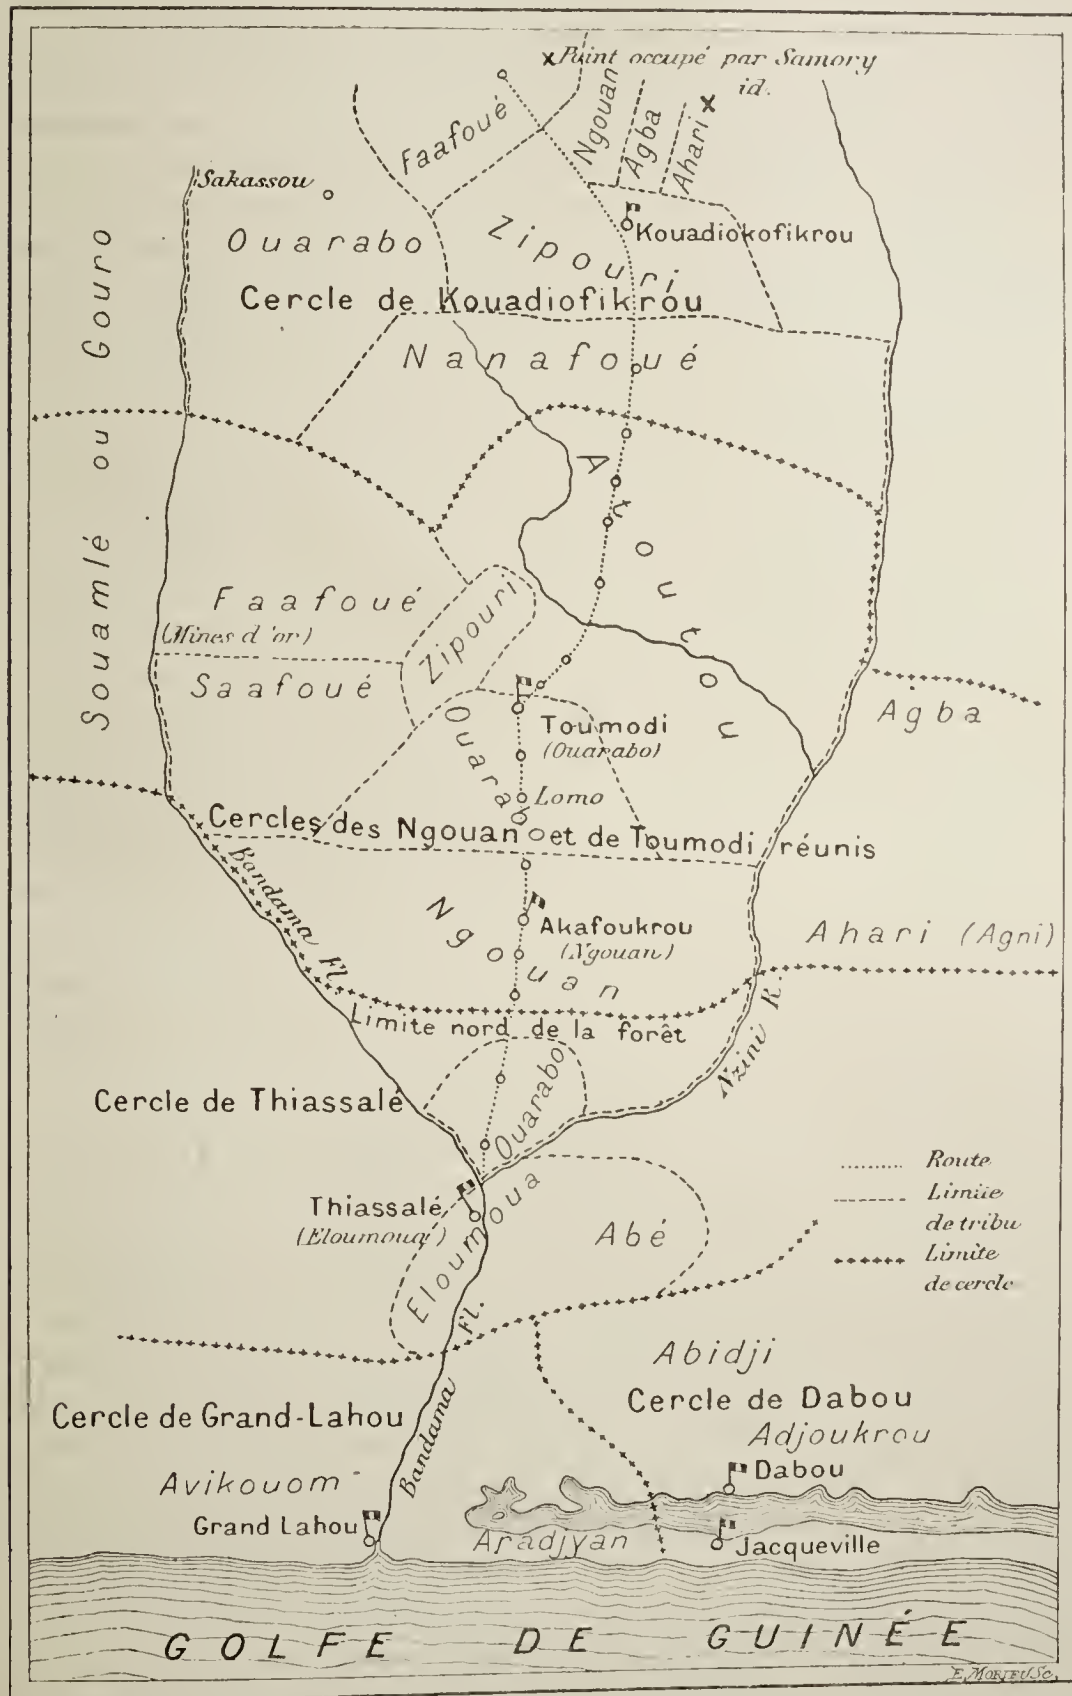 Point occupé par Samory
id.
Faafoué
Ngouan
Agba
Ahari
Sakassou
Ouarabo
Zipouri
Kouadiokofikrou
Cercle de Kouadiofikrou
Nanafoué
Souamlé ou Gouro
Atoutou
Faafoué
(Mines d'or)
Zipouri
Saafoué
Agba
Toumodi
(Ouarabo)
Ouarabo
Lomo
Cercles des Ngouan et de Toumodi réunis
Bandama Fl.
Ngouan
Akafoukrou
(Ngouan)
Ahari (Agni)
Limite nord de la forêt
Nzini R.
Cercle de Thiassalé
Ouarabo
Thiassalé
(Eloumoua)
Eloumoua
Abé
Route
Limite
de tribu
Limite
de cercle
Bandama Fl.
Abidji
Cercle de Grand-Lahou
Cercle de Dabou
Adjoukrou
Avikouom
Dabou
Grand Lahou
Aradjyan
Jacqueville
GOLFE DE GUINÉE